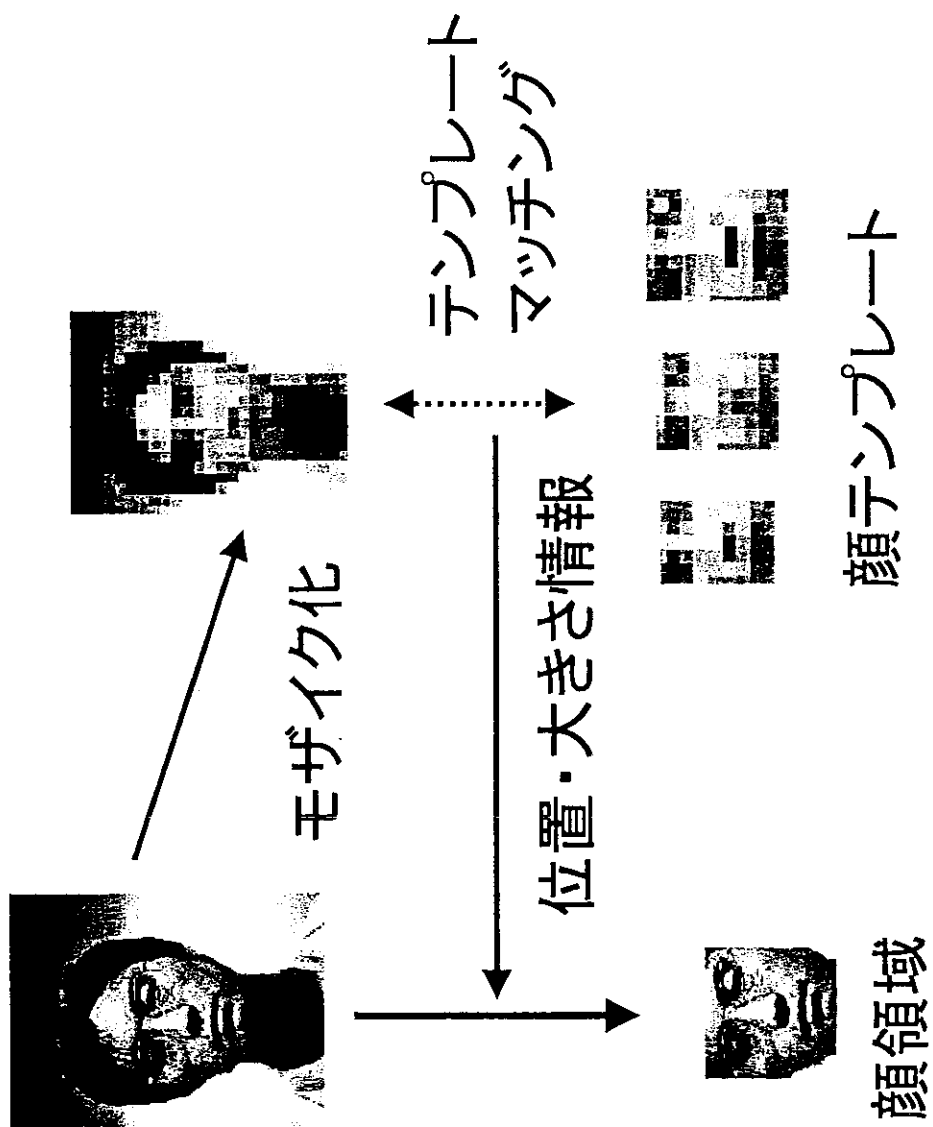 モザイク化
テンプレート
マッチング
位置・大きさ情報
顔領域
顔テンプレート